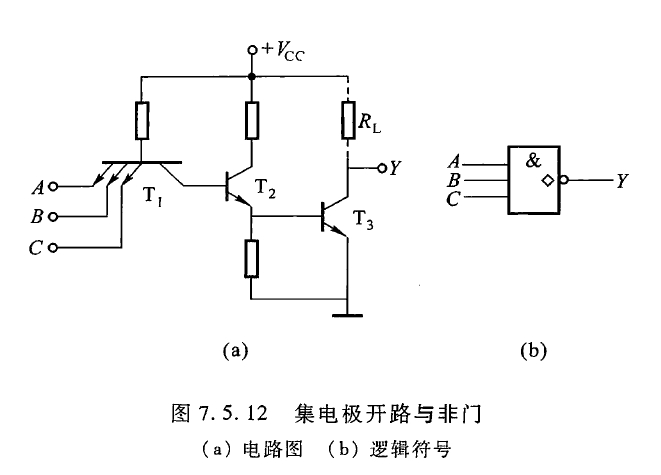 +V_CC
R_L
A
T_1
T_2
Y
B
T_3
C
(a)
A
&
B
Y
C
(b)
图 7.5.12 集电极开路与非门
(a) 电路图 (b) 逻辑符号